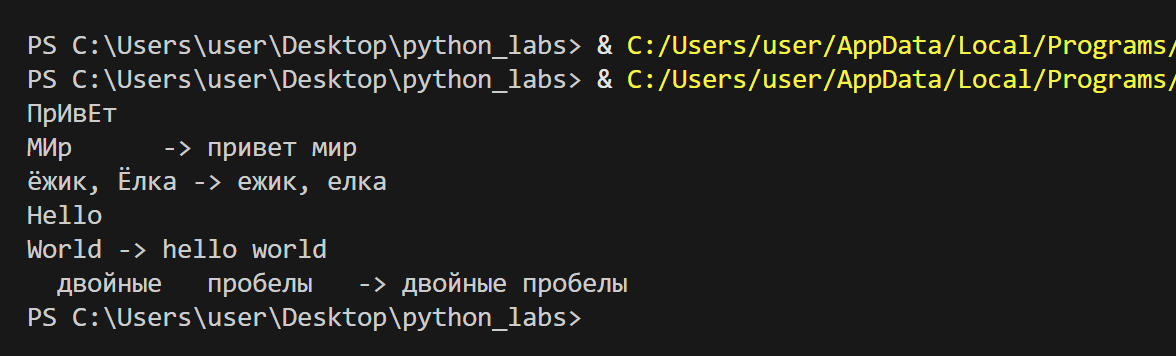 PS C:\Users\user\Desktop\python_labs> & C:/Users/user/AppData/Local/Programs/
PS C:\Users\user\Desktop\python_labs> & C:/Users/user/AppData/Local/Programs/
ПрИвЕт
МИр      -> привет мир
ёжик, Ёлка -> ежик, елка
Hello
World -> hello world
  двойные   пробелы   -> двойные пробелы
PS C:\Users\user\Desktop\python_labs>